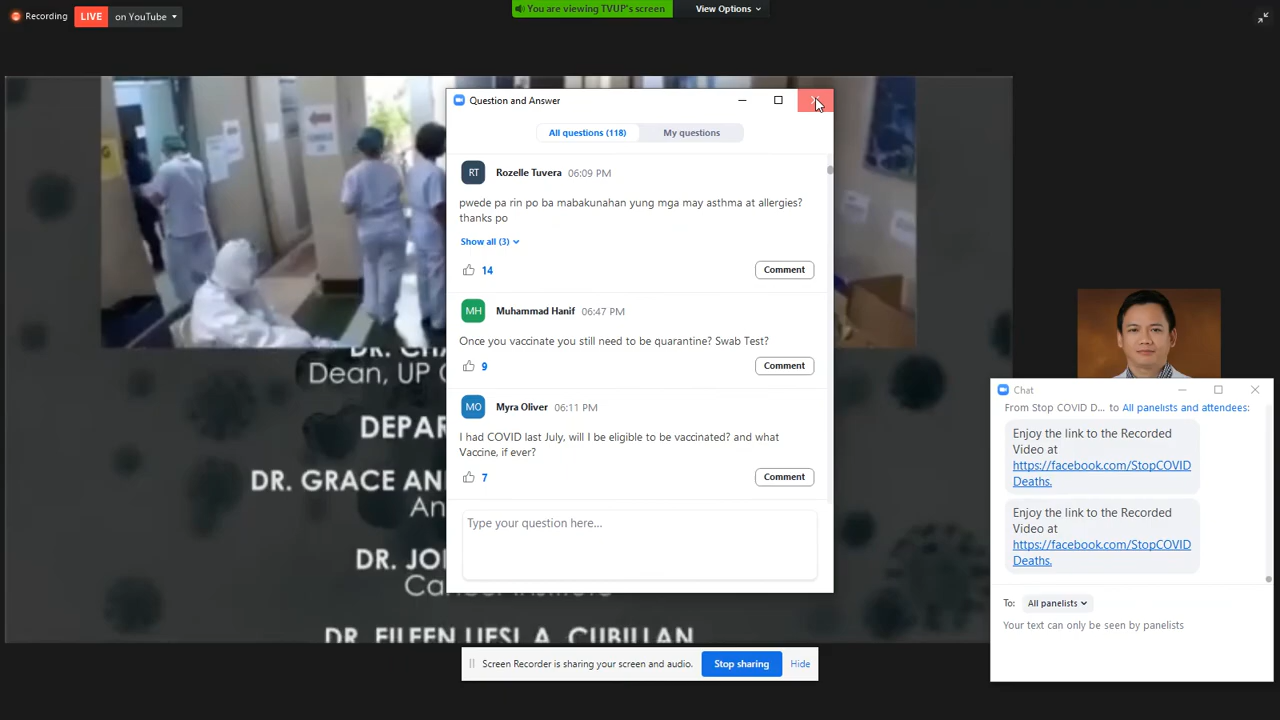 Recording
LIVE
on YouTube
You are viewing TVUP's screen
View Options
Question and Answer
All questions (118)
My questions
RT
Rozelle Tuvera
06:09 PM
pwede pa rin po ba mabakunahan yung mga may asthma at allergies?
thanks po
Show all (3)
14
Comment
MH
Muhammad Hanif
06:47 PM
Once you vaccinate you still need to be quarantine? Swab Test?
9
Comment
MO
Myra Oliver
06:11 PM
I had COVID last July, will I be eligible to be vaccinated? and what
Vaccine, if ever?
7
Comment
Type your question here...
Dean, UP
DR. GRACE
DR. EILEEN LIESL A. CUBILLAN
Screen Recorder is sharing your screen and audio.
Stop sharing
Hide
Chat
From Stop COVID D... to All panelists and attendees:
Enjoy the link to the Recorded
Video at
https://facebook.com/StopCOVID
Deaths.
Enjoy the link to the Recorded
Video at
https://facebook.com/StopCOVID
Deaths.
To:
All panelists
Your text can only be seen by panelists